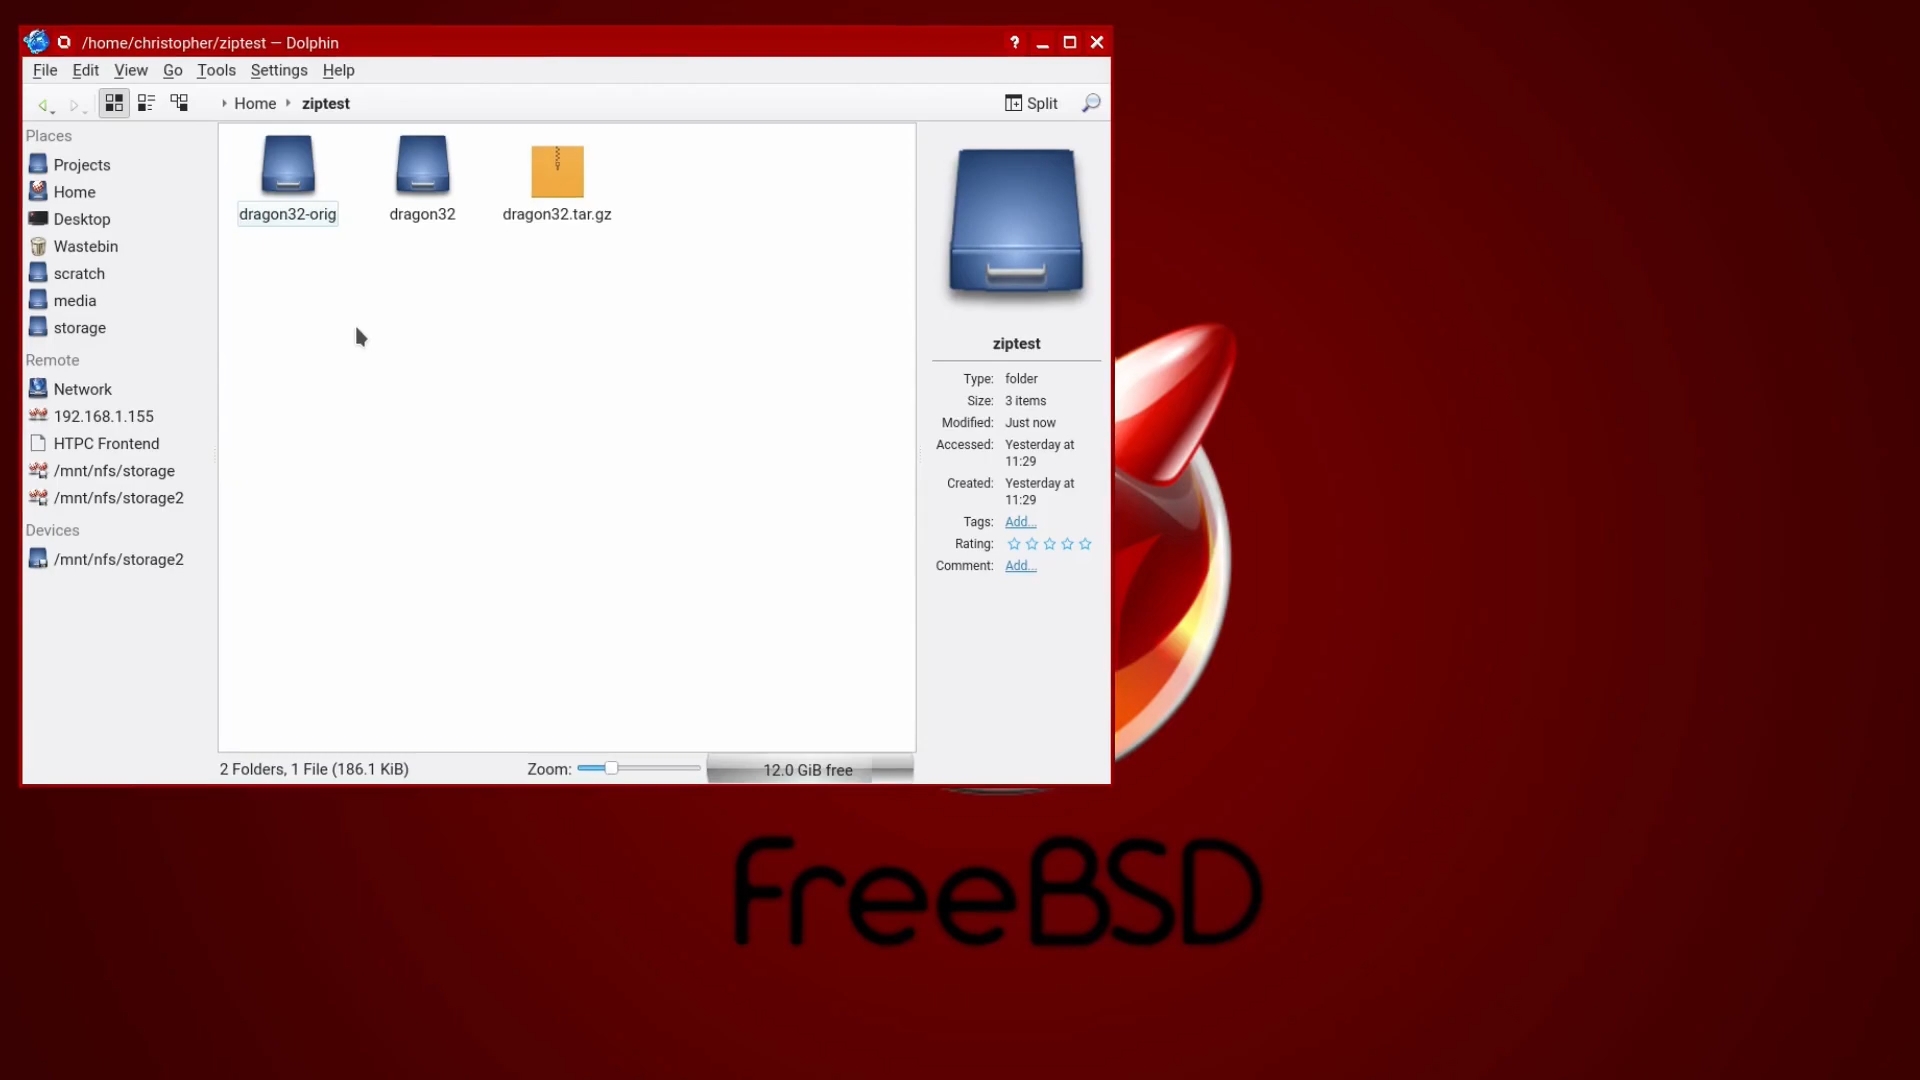 /home/christopher/ziptest — Dolphin
?
File Edit View Go Tools Settings Help
Home ziptest
Split
Places
Projects
Home
Desktop
Wastebin
scratch
media
storage
Remote
Network
192.168.1.155
HTPC Frontend
/mnt/nfs/storage
/mnt/nfs/storage2
Devices
/mnt/nfs/storage2
dragon32-orig
dragon32
dragon32.tar.gz
ziptest
Type: folder
Size: 3 items
Modified: Just now
Accessed: Yesterday at
11:29
Created: Yesterday at
11:29
Tags: Add...
Rating:
Comment: Add...
2 Folders, 1 File (186.1 KiB)
Zoom:
12.0 GiB free
FreeBSD